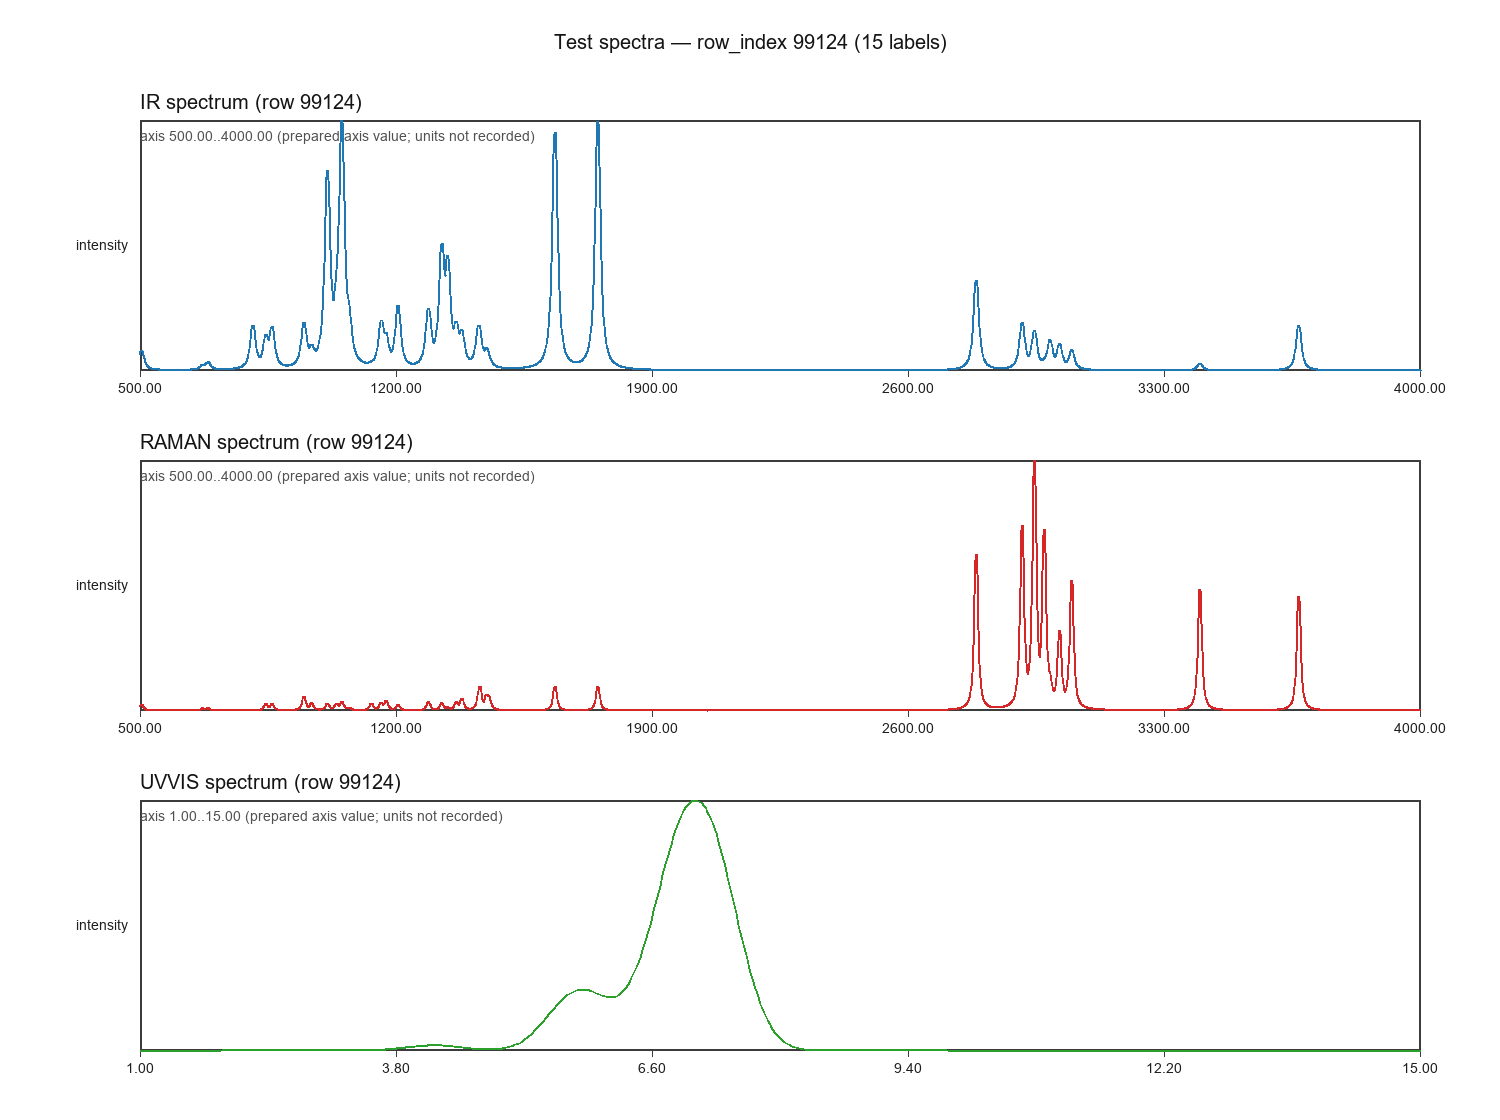 Test spectra — row_index 99124 (15 labels)
IR spectrum (row 99124)
axis 500.00..4000.00 (prepared axis value; units not recorded)
intensity
500.00 1200.00 1900.00 2600.00 3300.00 4000.00
RAMAN spectrum (row 99124)
axis 500.00..4000.00 (prepared axis value; units not recorded)
intensity
500.00 1200.00 1900.00 2600.00 3300.00 4000.00
UVVIS spectrum (row 99124)
axis 1.00..15.00 (prepared axis value; units not recorded)
intensity
1.00 3.80 6.60 9.40 12.20 15.00